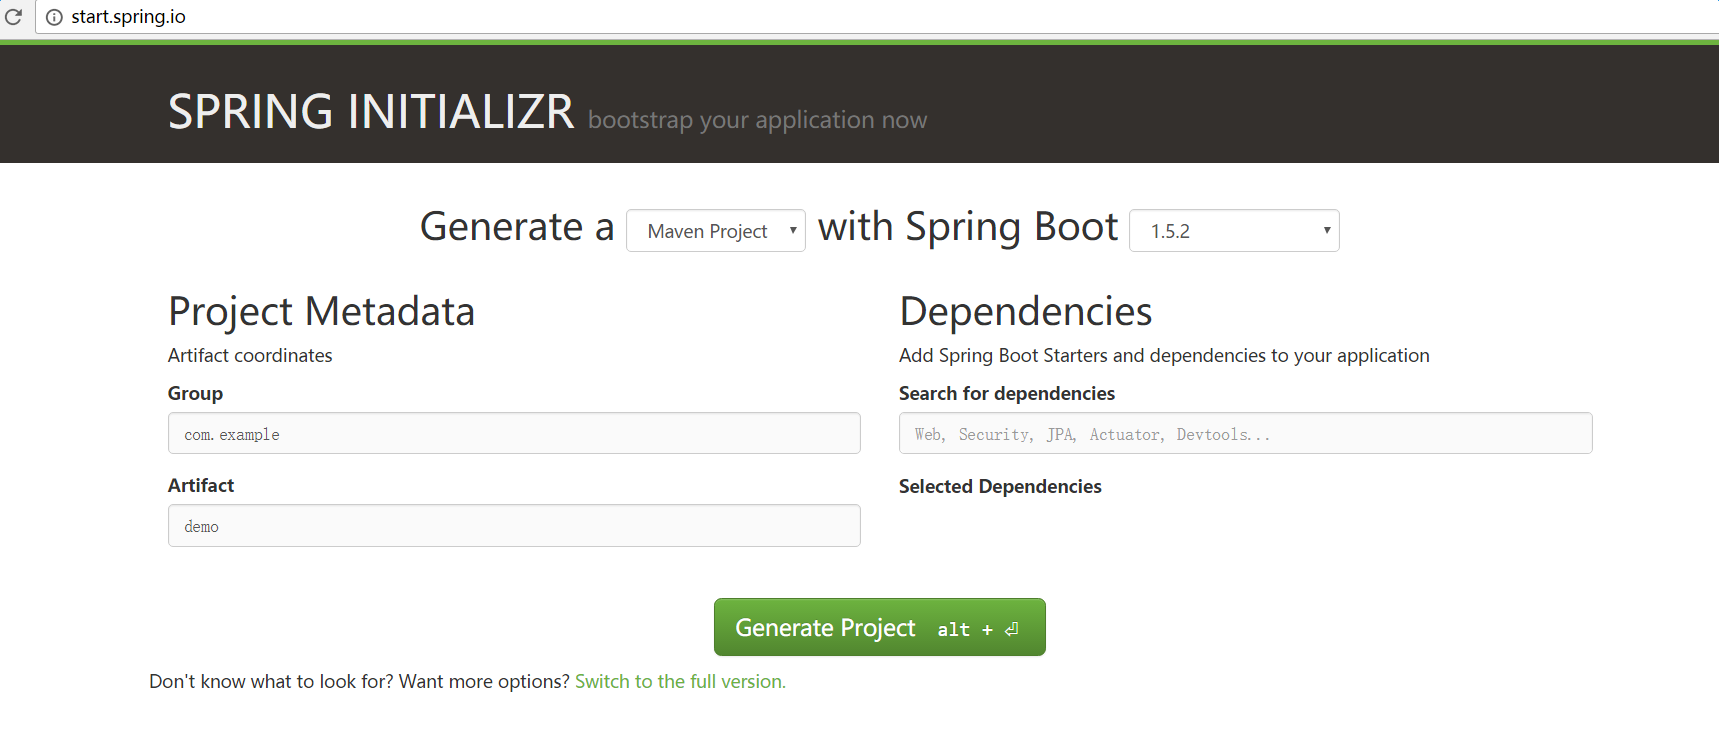 start.spring.io
SPRING INITIALIZR bootstrap your application now
Generate a Maven Project with Spring Boot 1.5.2
Project Metadata
Artifact coordinates
Group
com.example
Artifact
demo
Dependencies
Add Spring Boot Starters and dependencies to your application
Search for dependencies
Web, Security, JPA, Actuator, Devtools...
Selected Dependencies
Generate Project alt + ⏎
Don't know what to look for? Want more options? Switch to the full version.